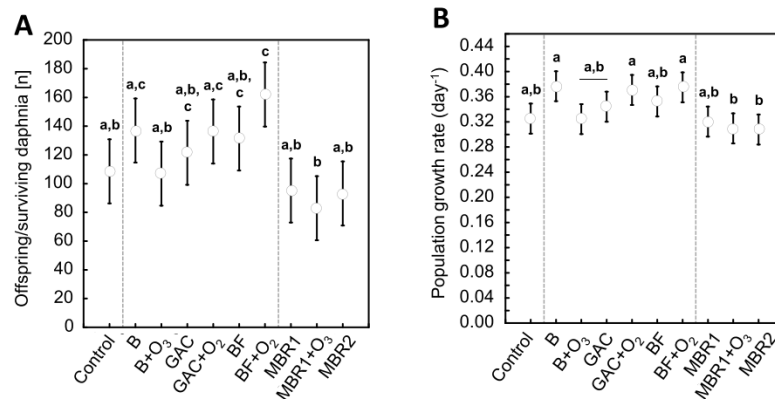 A
Offspring/surviving daphnia [n]
200
180
160
140
120
100
80
60
40
20
0
a,b
a,c
a,b
a,b,
c
a,c
a,b,
c
c
a,b
b
a,b
Control
B
B+O3
GAC
GAC+O2
BF
BF+O2
MBR1
MBR1+O3
MBR2
B
Population growth rate (day-1)
0.44
0.40
0.36
0.32
0.28
0.24
0.20
0.16
0.12
0.08
0.04
0.00
a,b
a
a,b
a
a,b
a
a,b
b
b
Control
B
B+O3
GAC
GAC+O2
BF
BF+O2
MBR1
MBR1+O3
MBR2